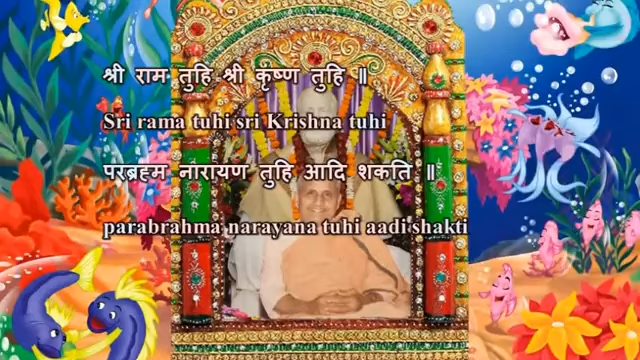 श्री राम तुहि श्री कृष्ण तुहि ॥
Sri rama tuhi sri Krishna tuhi
परब्रह्म नारायण तुहि आदि शकति ॥
parabrahma narayana tuhi aadi shakti